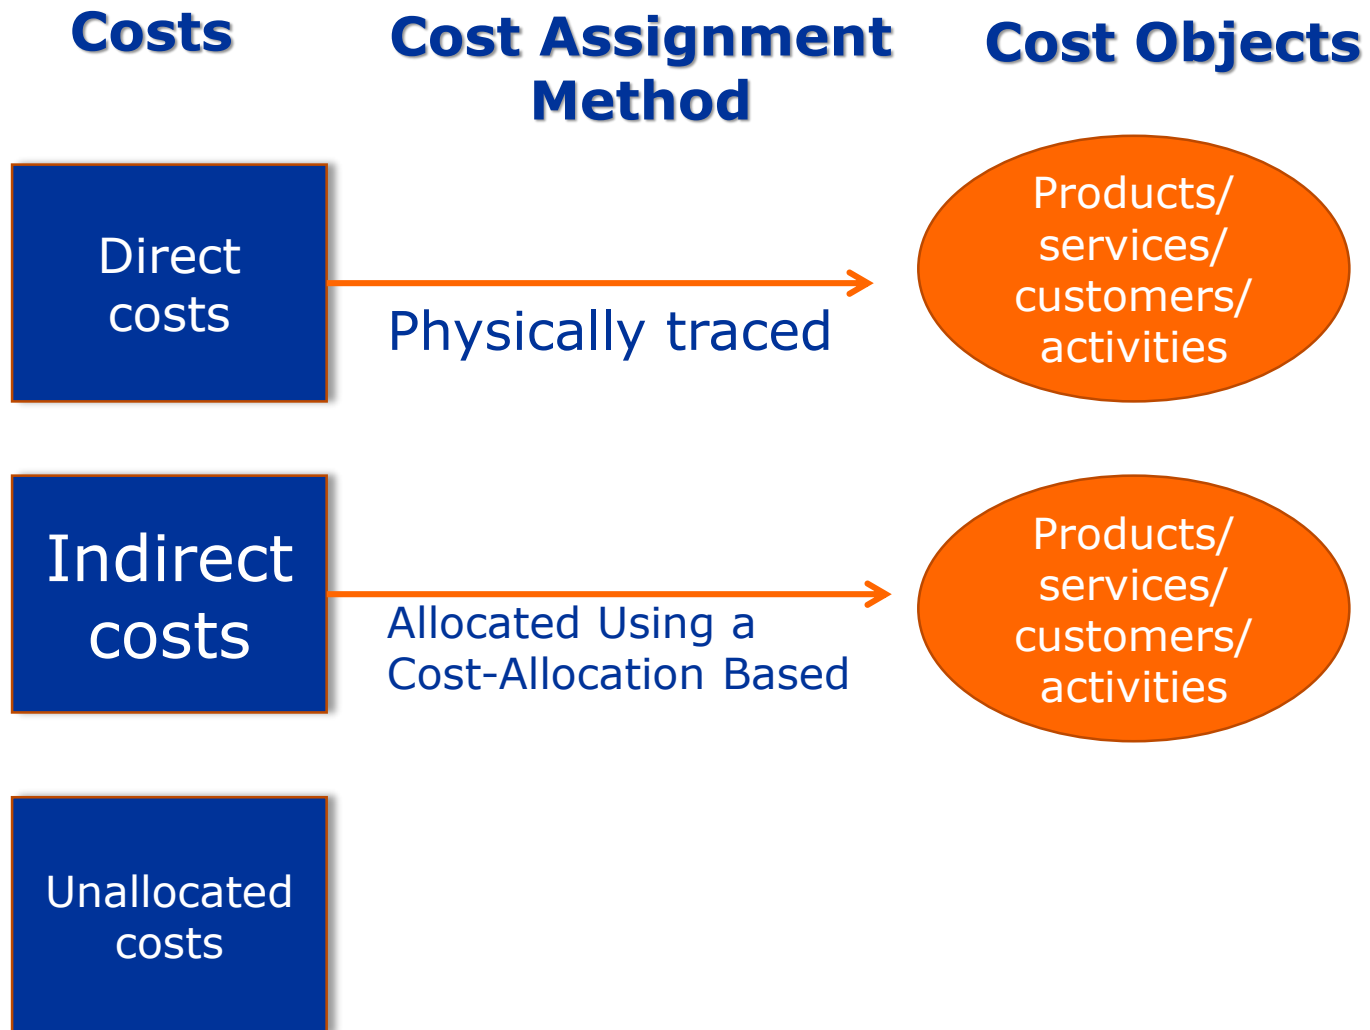 Costs
Cost Assignment
Method
Cost Objects
Direct
costs
Physically traced
Products/
services/
customers/
activities
Indirect
costs
Allocated Using a
Cost-Allocation Based
Products/
services/
customers/
activities
Unallocated
costs